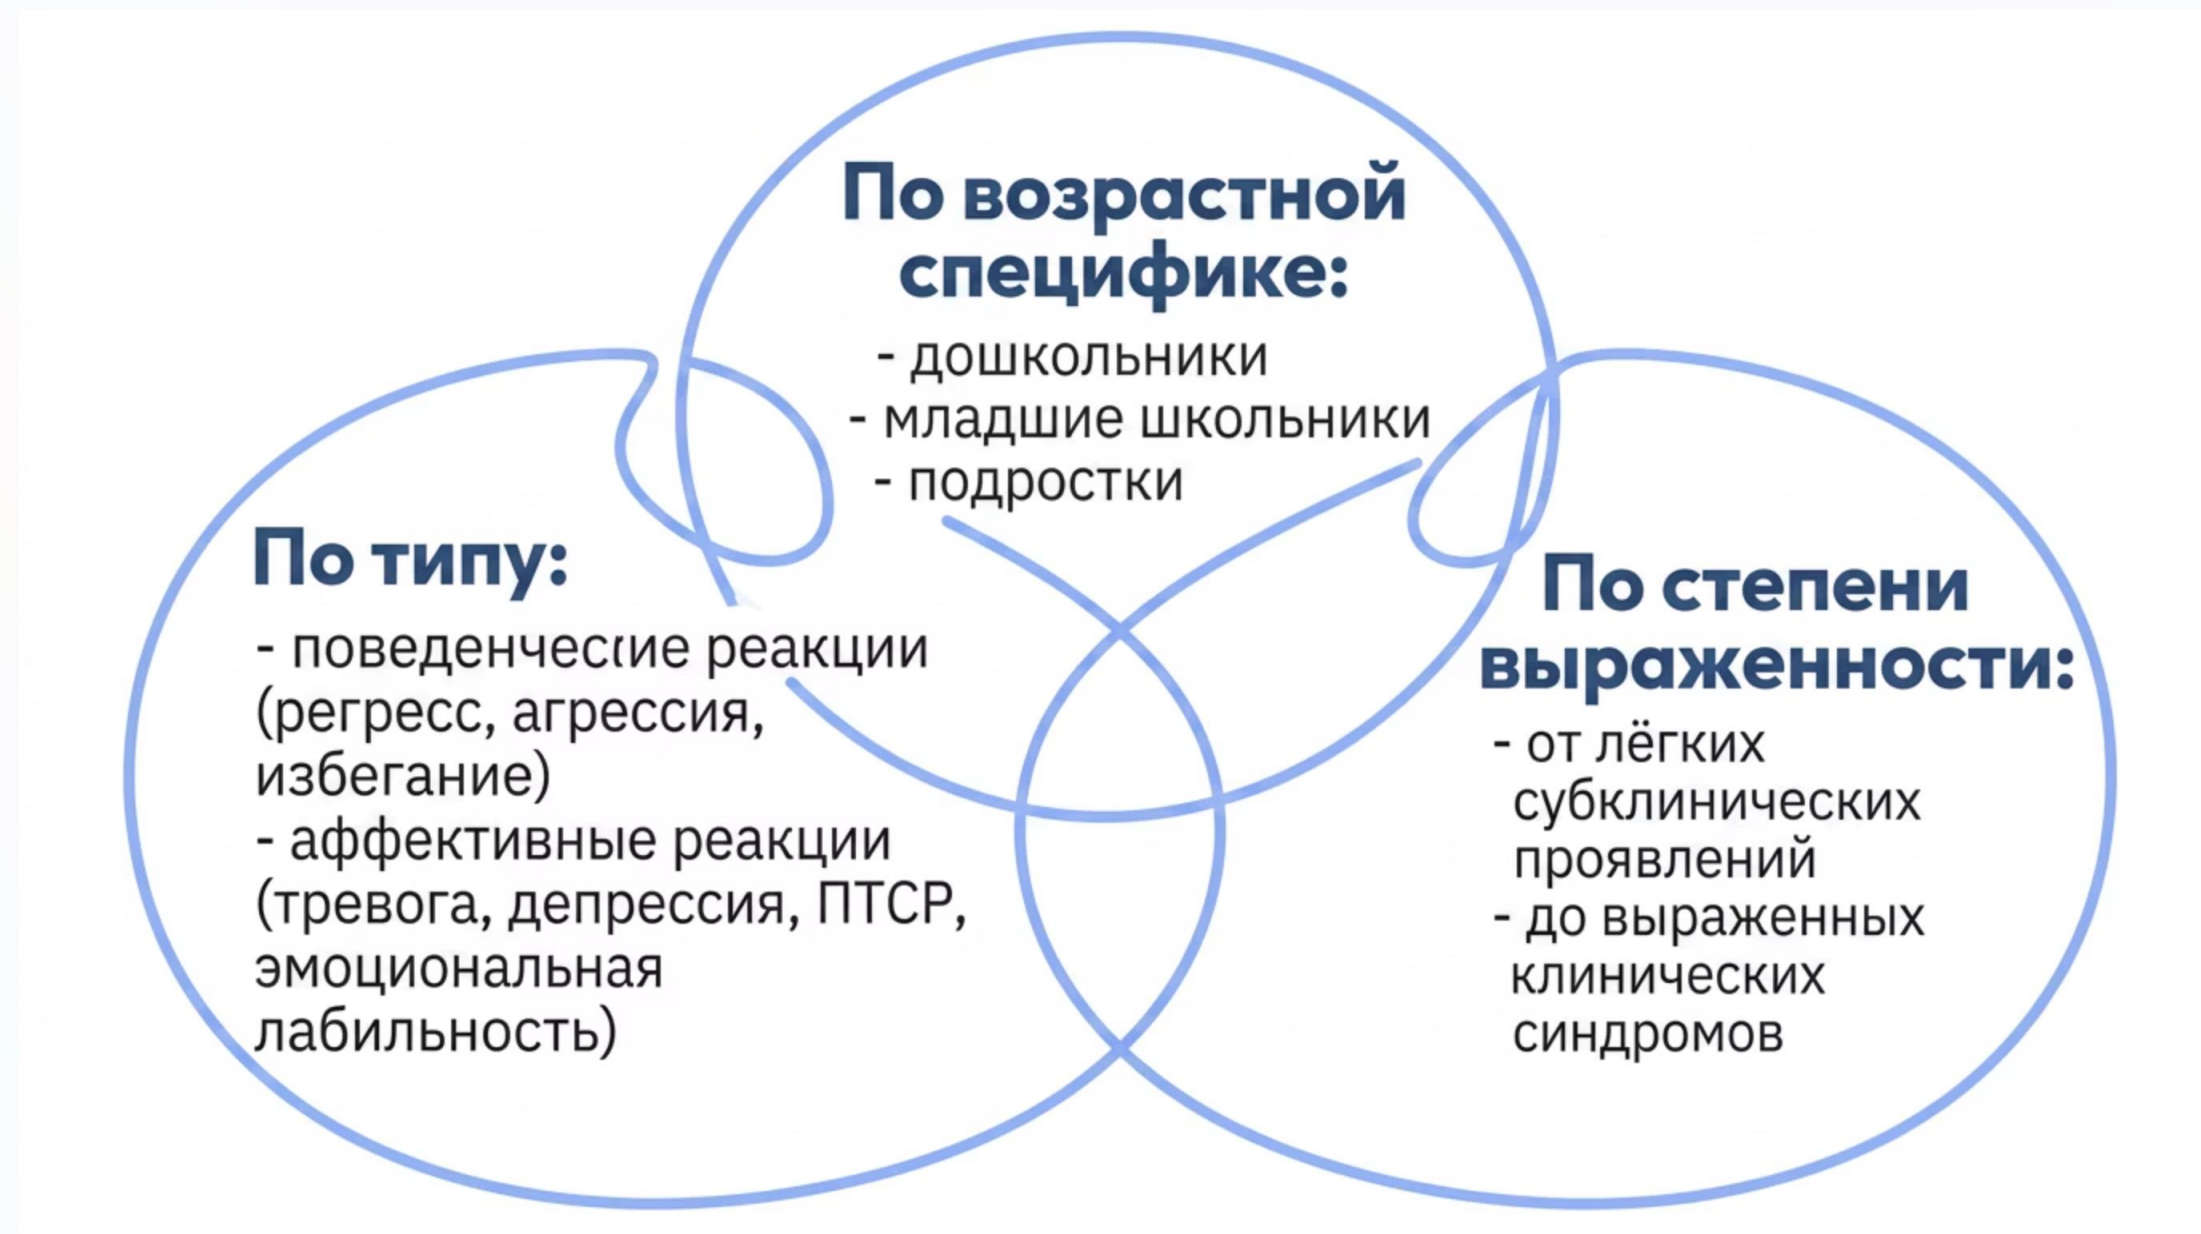 По возрастной
специфике:
- дошкольники
- младшие школьники
- подростки
По типу:
- поведенческие реакции
(регресс, агрессия,
избегание)
- аффективные реакции
(тревога, депрессия, ПТСР,
эмоциональная
лабильность)
По степени
выраженности:
- от лёгких
субклинических
проявлений
- до выраженных
клинических
синдромов